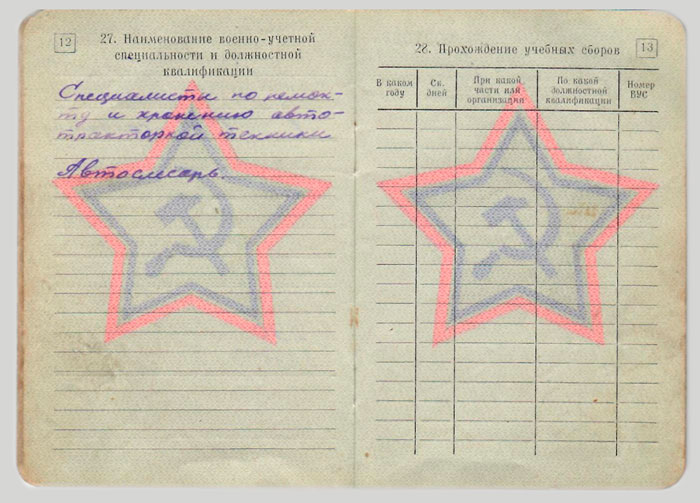 12
27. Наименование военно-учетной
специальности и должностной
квалификации
Специалисты по ремон-
ту и хранению авто-
тракторной техники
Автослесарь.
28. Прохождение учебных сборов
13
В каком
году
Ск.
дней
При какой
части или
организации
По какой
должностной
квалификации
Номер
ВУС